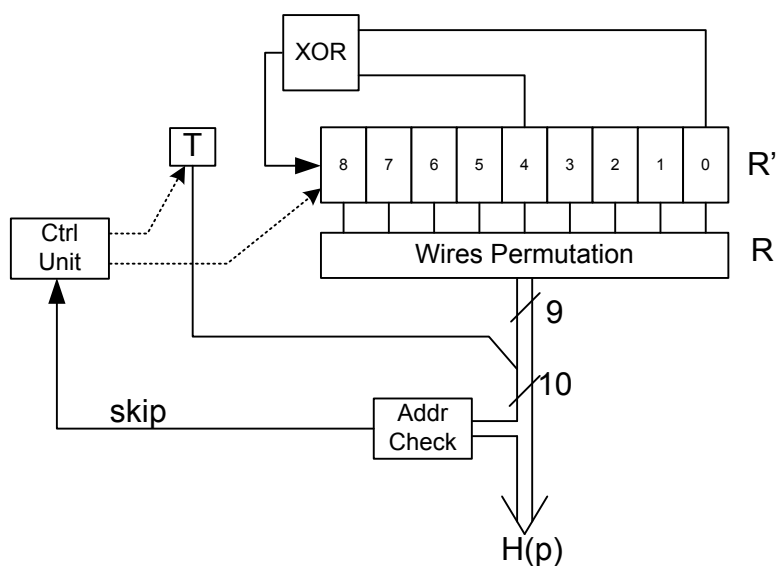 XOR
T
8 7 6 5 4 3 2 1 0
R'
Ctrl
Unit
Wires Permutation
R
9
10
skip
Addr
Check
H(p)